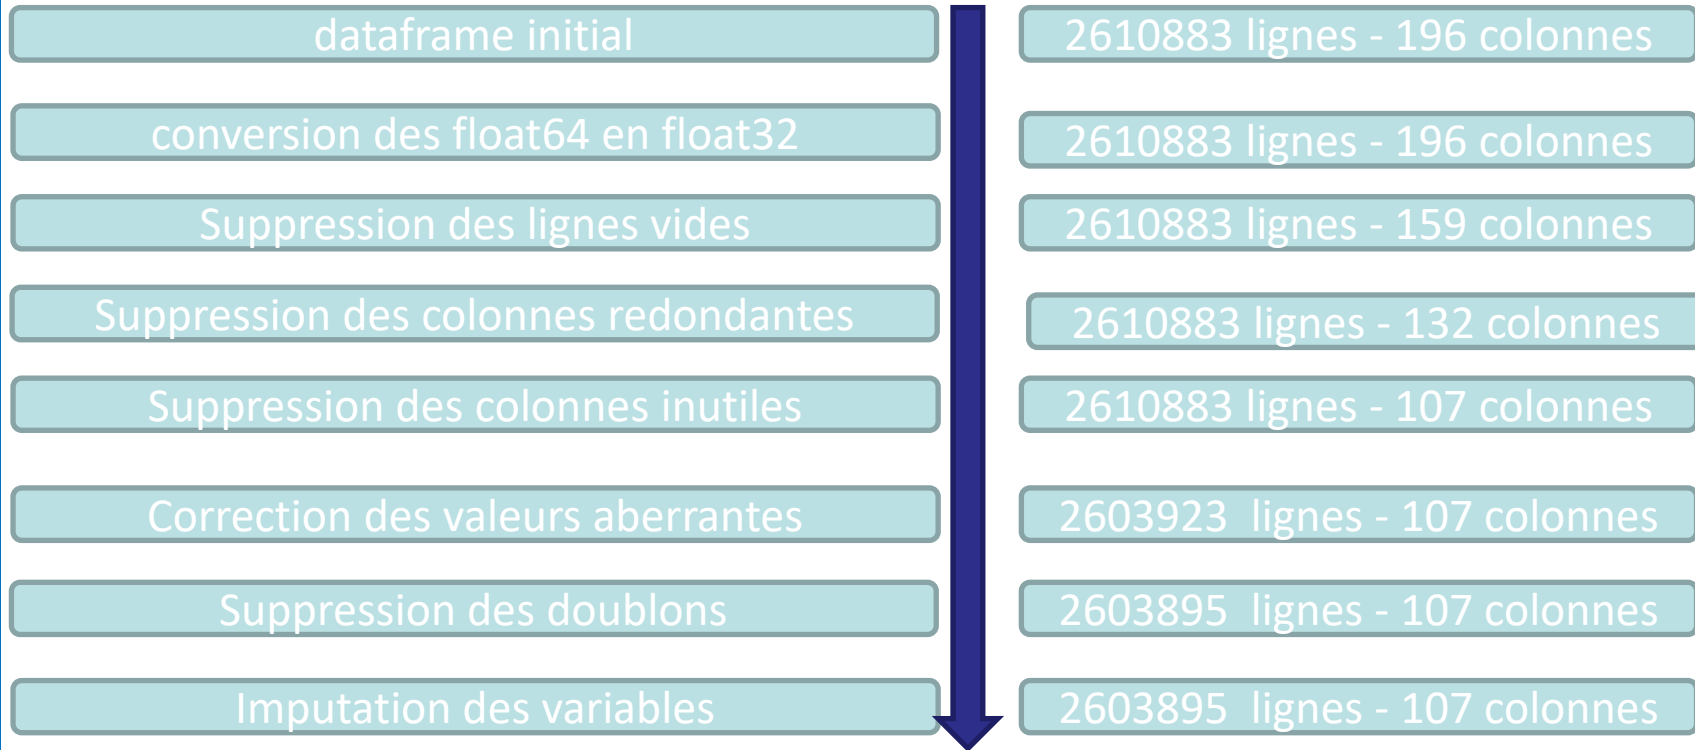 dataframe initial
2610883 lignes - 196 colonnes
conversion des float64 en float32
2610883 lignes - 196 colonnes
Suppression des lignes vides
2610883 lignes - 159 colonnes
Suppression des colonnes redondantes
2610883 lignes - 132 colonnes
Suppression des colonnes inutiles
2610883 lignes - 107 colonnes
Correction des valeurs aberrantes
2603923  lignes - 107 colonnes
Suppression des doublons
2603895  lignes - 107 colonnes
Imputation des variables
2603895  lignes - 107 colonnes